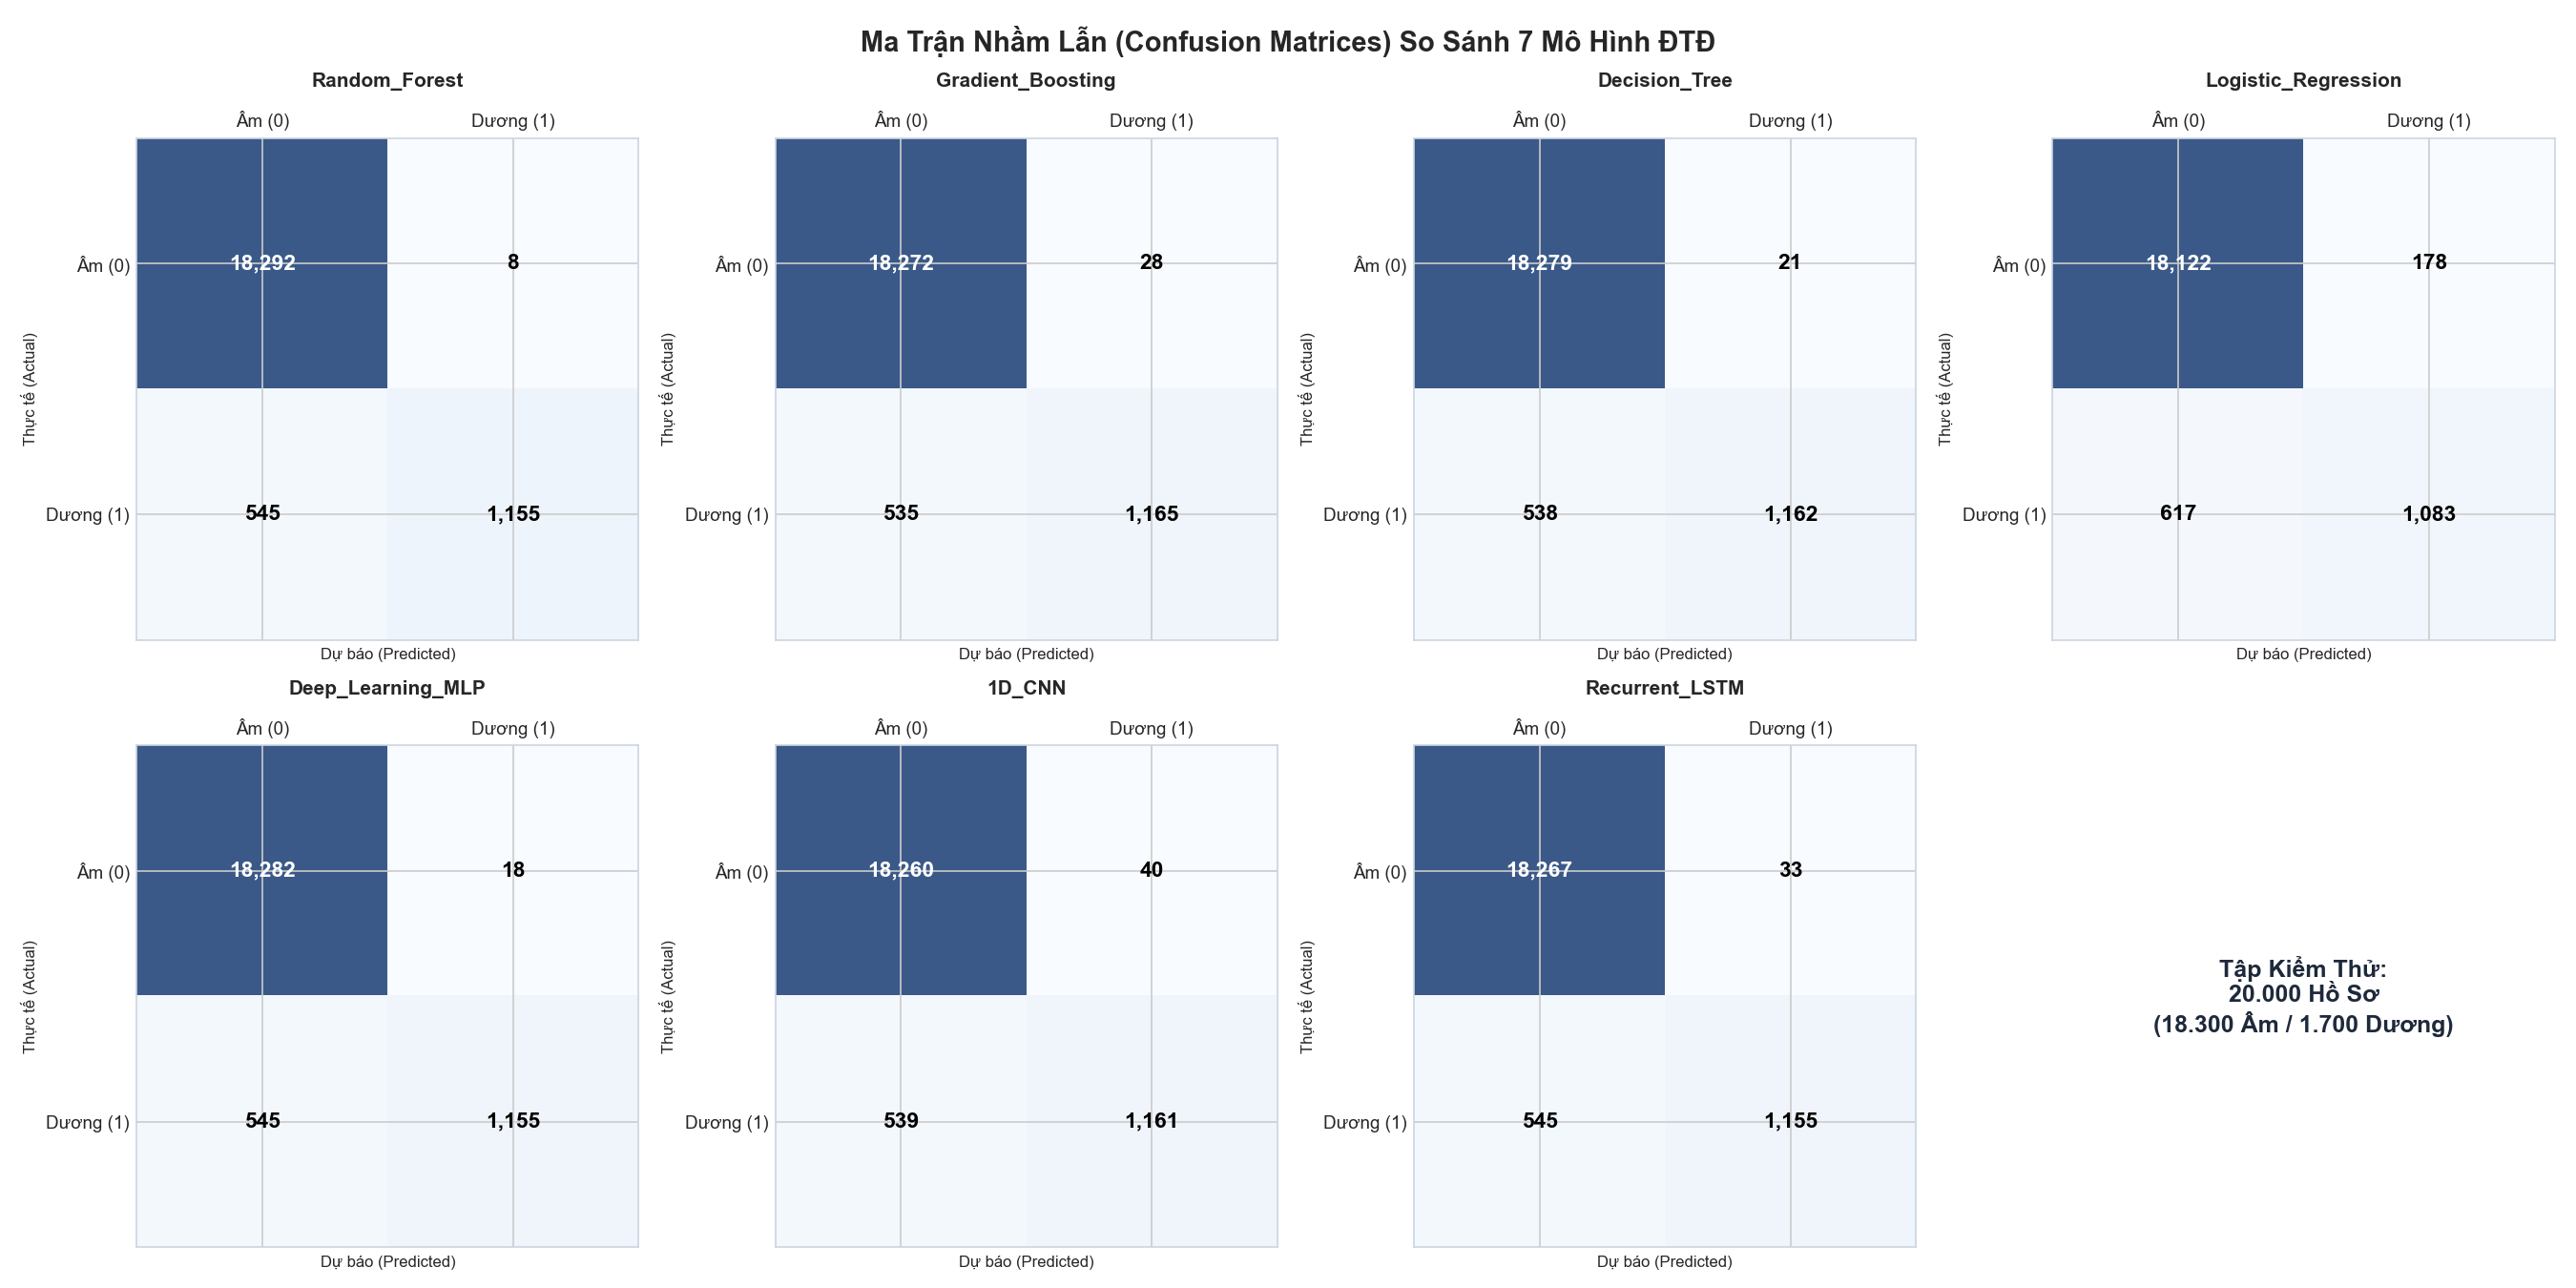 Ma Trận Nhầm Lẫn (Confusion Matrices) So Sánh 7 Mô Hình ĐTĐ
Random_Forest
Âm (0) Dương (1)
Thực tế (Actual)
Âm (0) 18,292 8
Dương (1) 545 1,155
Dự báo (Predicted)
Gradient_Boosting
Âm (0) Dương (1)
Thực tế (Actual)
Âm (0) 18,272 28
Dương (1) 535 1,165
Dự báo (Predicted)
Decision_Tree
Âm (0) Dương (1)
Thực tế (Actual)
Âm (0) 18,279 21
Dương (1) 538 1,162
Dự báo (Predicted)
Logistic_Regression
Âm (0) Dương (1)
Thực tế (Actual)
Âm (0) 18,122 178
Dương (1) 617 1,083
Dự báo (Predicted)
Deep_Learning_MLP
Âm (0) Dương (1)
Thực tế (Actual)
Âm (0) 18,282 18
Dương (1) 545 1,155
Dự báo (Predicted)
1D_CNN
Âm (0) Dương (1)
Thực tế (Actual)
Âm (0) 18,260 40
Dương (1) 539 1,161
Dự báo (Predicted)
Recurrent_LSTM
Âm (0) Dương (1)
Thực tế (Actual)
Âm (0) 18,267 33
Dương (1) 545 1,155
Dự báo (Predicted)
Tập Kiểm Thử:
20.000 Hồ Sơ
(18.300 Âm / 1.700 Dương)